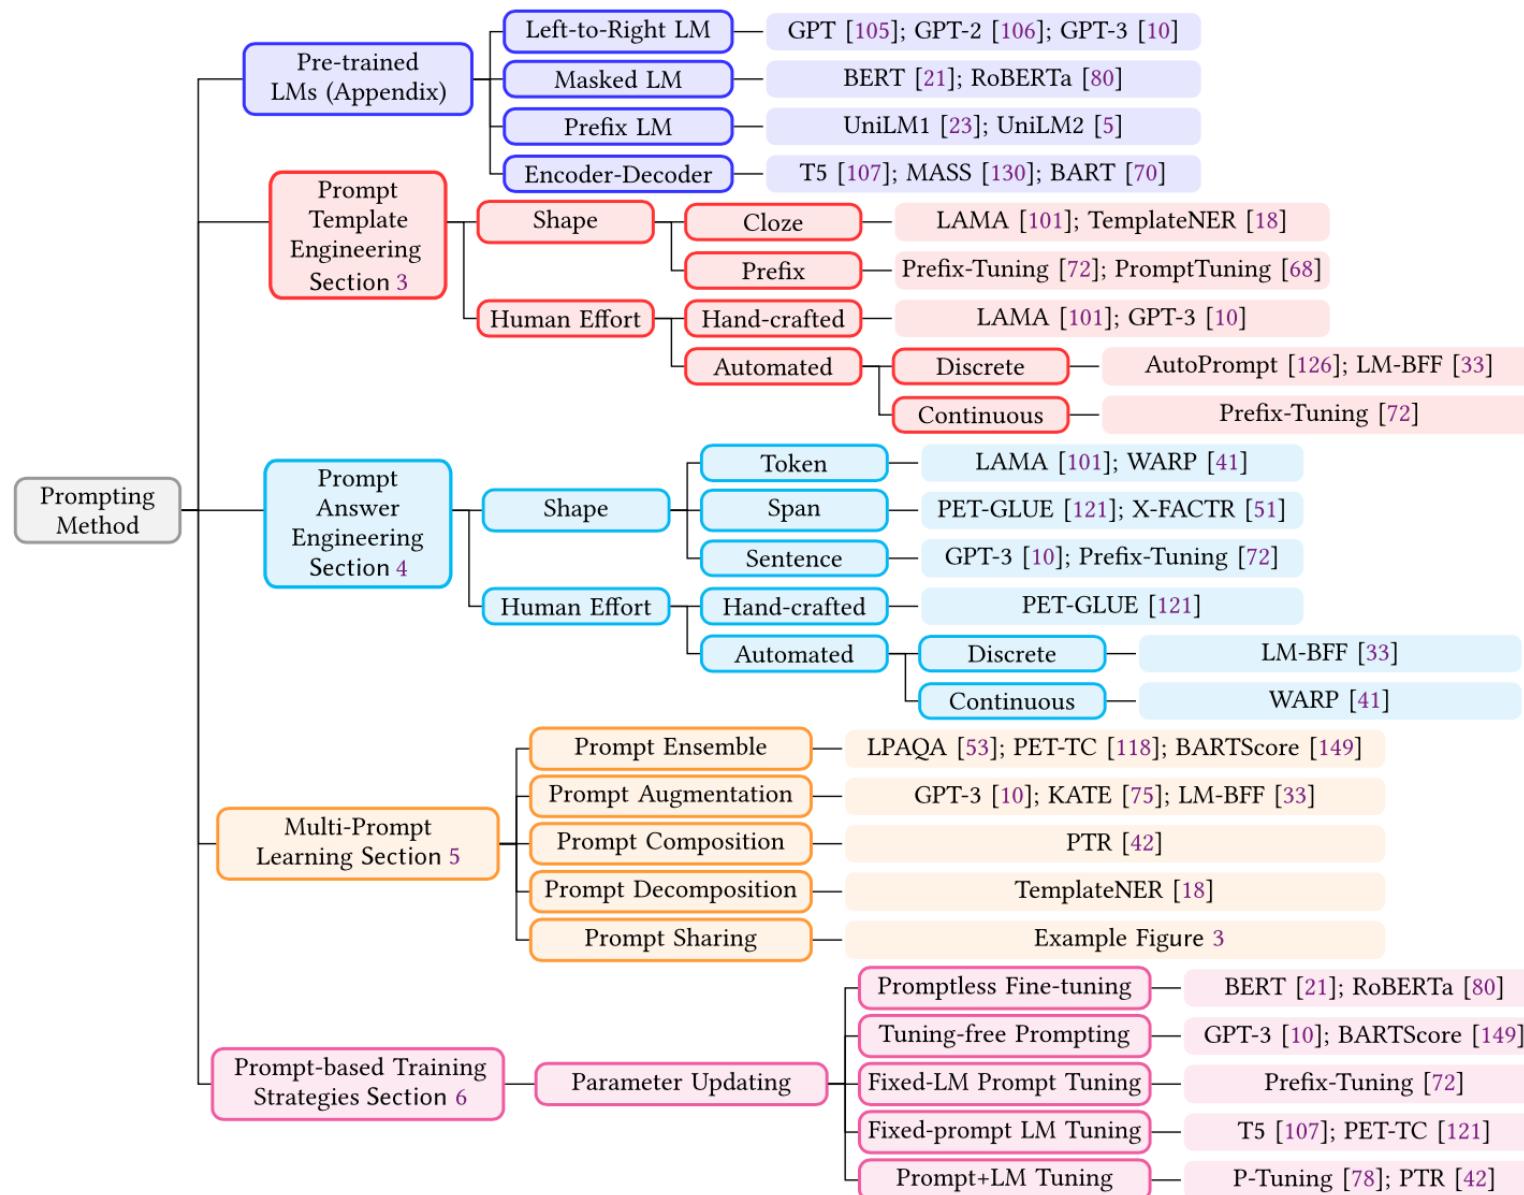 Prompting
Method
Pre-trained
LMs (Appendix)
Left-to-Right LM
GPT [105]; GPT-2 [106]; GPT-3 [10]
Masked LM
BERT [21]; RoBERTa [80]
Prefix LM
UniLM1 [23]; UniLM2 [5]
Encoder-Decoder
T5 [107]; MASS [130]; BART [70]
Prompt
Template
Engineering
Section 3
Shape
Cloze
LAMA [101]; TemplateNER [18]
Prefix
Prefix-Tuning [72]; PromptTuning [68]
Human Effort
Hand-crafted
LAMA [101]; GPT-3 [10]
Automated
Discrete
AutoPrompt [126]; LM-BFF [33]
Continuous
Prefix-Tuning [72]
Prompt
Answer
Engineering
Section 4
Shape
Token
LAMA [101]; WARP [41]
Span
PET-GLUE [121]; X-FACTR [51]
Sentence
GPT-3 [10]; Prefix-Tuning [72]
Human Effort
Hand-crafted
PET-GLUE [121]
Automated
Discrete
LM-BFF [33]
Continuous
WARP [41]
Multi-Prompt
Learning Section 5
Prompt Ensemble
LPAQA [53]; PET-TC [118]; BARTScore [149]
Prompt Augmentation
GPT-3 [10]; KATE [75]; LM-BFF [33]
Prompt Composition
PTR [42]
Prompt Decomposition
TemplateNER [18]
Prompt Sharing
Example Figure 3
Prompt-based Training
Strategies Section 6
Parameter Updating
Promptless Fine-tuning
BERT [21]; RoBERTa [80]
Tuning-free Prompting
GPT-3 [10]; BARTScore [149]
Fixed-LM Prompt Tuning
Prefix-Tuning [72]
Fixed-prompt LM Tuning
T5 [107]; PET-TC [121]
Prompt+LM Tuning
P-Tuning [78]; PTR [42]